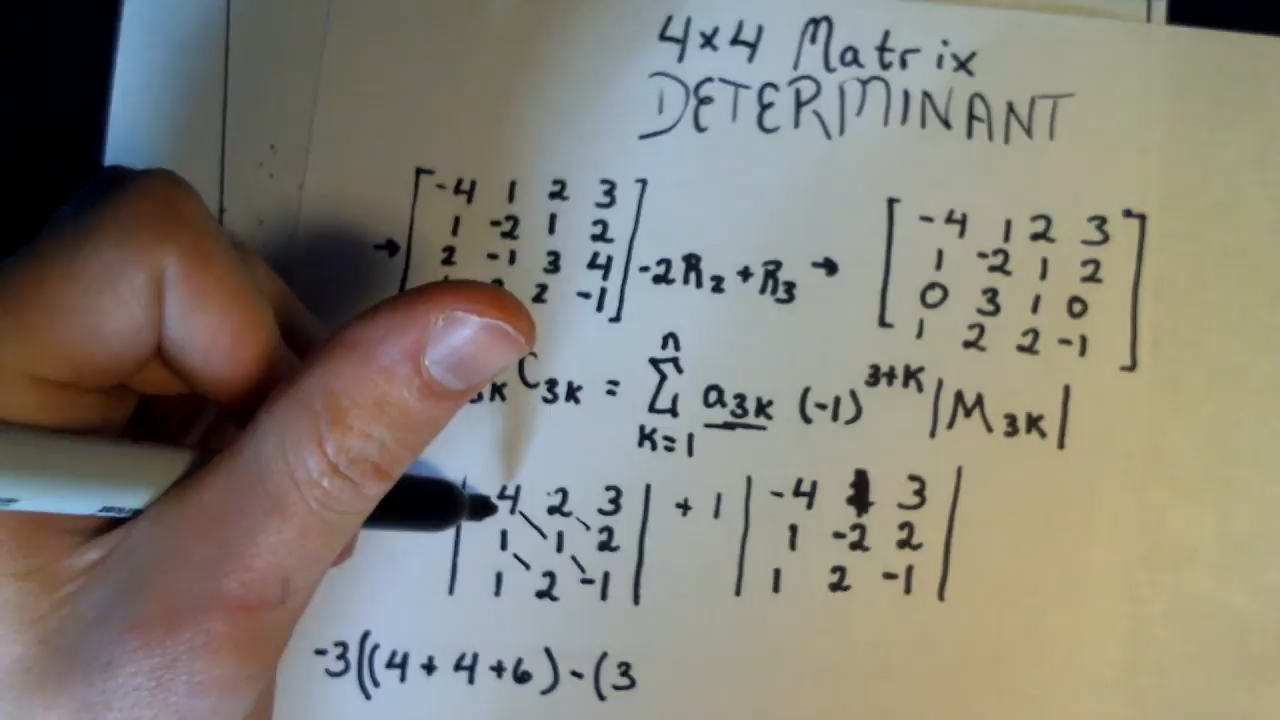 4x4 Matrix
DETERMINANT
-4 1 2 3
1 -2 1 2
2 -1 3 4
2 -1
-2R₂ + R₃ →
-4 1 2 3
1 -2 1 2
0 3 1 0
1 2 2 -1
3K C3K = n Σ K=1 a3K (-1)^3+K |M3K|
4 2 3
1 1 2
1 2 -1
+ 1
-4 1 3
1 -2 2
1 2 -1
-3((4 + 4 + 6) - (3